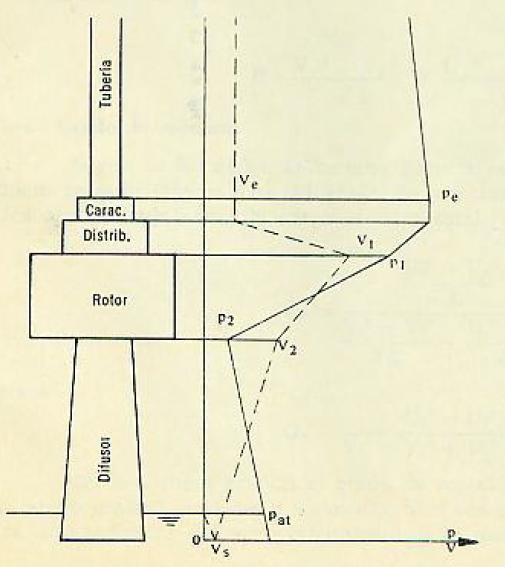 Tubería
Carac.
Distrib.
Rotor
Difusor
Ve
pe
V1
p1
p2
V2
pat
0
V
Vs
p
V